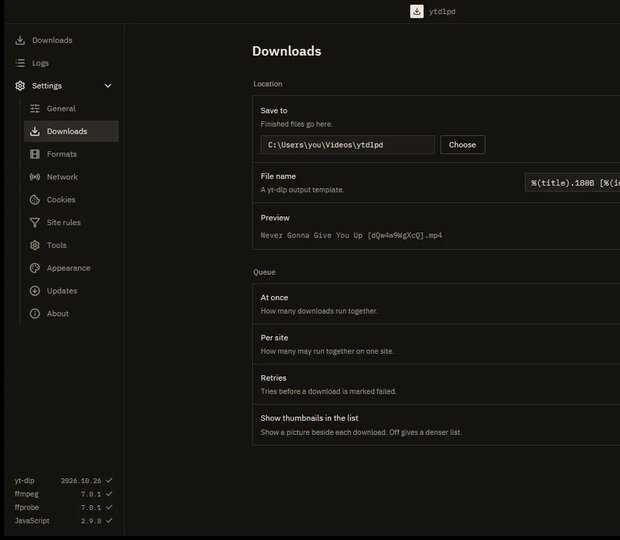 ytdlpd
Downloads
Logs
Settings
General
Downloads
Formats
Network
Cookies
Site rules
Tools
Appearance
Updates
About
yt-dlp 2026.10.26
ffmpeg 7.0.1
ffprobe 7.0.1
JavaScript 2.9.8
Downloads
Location
Save to
Finished files go here.
C:\Users\you\Videos\ytdlpd
Choose
File name
A yt-dlp output template.
%(title).180B [%(i
Preview
Never Gonna Give You Up [dQw4w9WgXcQ].mp4
Queue
At once
How many downloads run together.
Per site
How many may run together on one site.
Retries
Tries before a download is marked failed.
Show thumbnails in the list
Show a picture beside each download. Off gives a denser list.